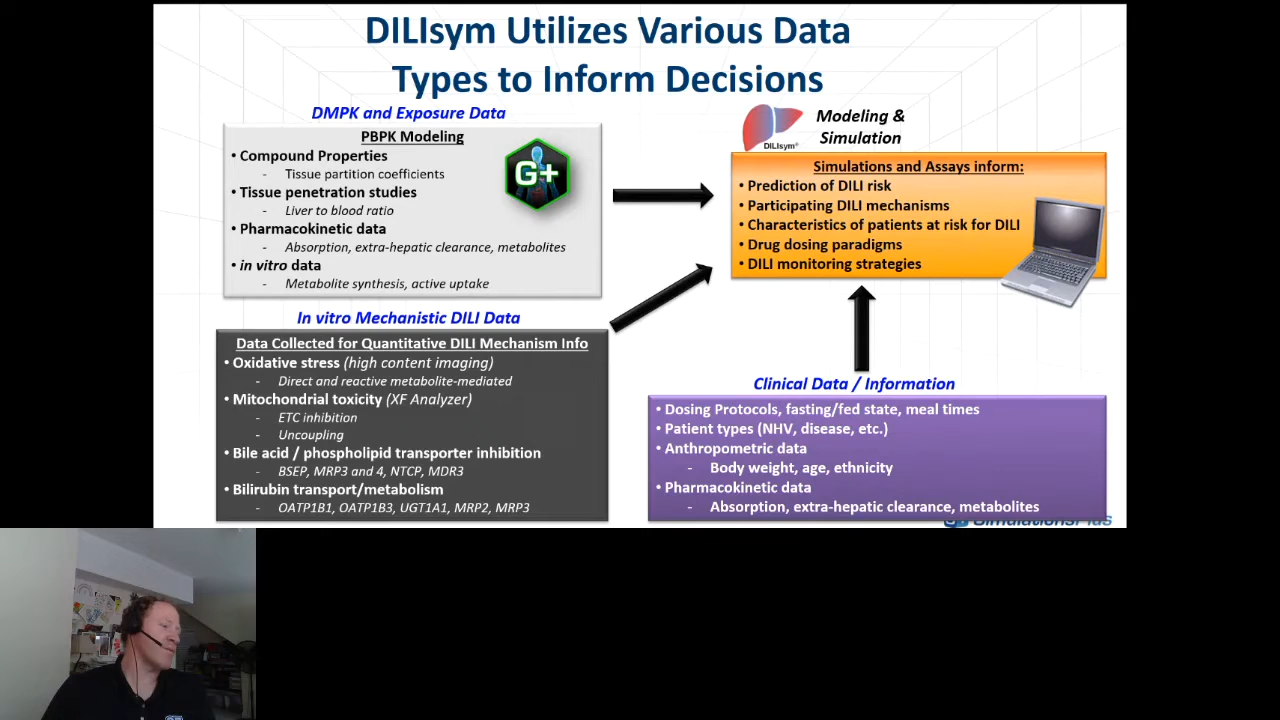 DILIsym Utilizes Various Data
Types to Inform Decisions
DMPK and Exposure Data
PBPK Modeling
• Compound Properties
- Tissue partition coefficients
• Tissue penetration studies
- Liver to blood ratio
• Pharmacokinetic data
- Absorption, extra-hepatic clearance, metabolites
• in vitro data
- Metabolite synthesis, active uptake
G+
In vitro Mechanistic DILI Data
Data Collected for Quantitative DILI Mechanism Info
• Oxidative stress (high content imaging)
- Direct and reactive metabolite-mediated
• Mitochondrial toxicity (XF Analyzer)
- ETC inhibition
- Uncoupling
• Bile acid / phospholipid transporter inhibition
- BSEP, MRP3 and 4, NTCP, MDR3
• Bilirubin transport/metabolism
- OATP1B1, OATP1B3, UGT1A1, MRP2, MRP3
DILIsym®
Modeling &
Simulation
Simulations and Assays inform:
• Prediction of DILI risk
• Participating DILI mechanisms
• Characteristics of patients at risk for DILI
• Drug dosing paradigms
• DILI monitoring strategies
Clinical Data / Information
• Dosing Protocols, fasting/fed state, meal times
• Patient types (NHV, disease, etc.)
• Anthropometric data
- Body weight, age, ethnicity
• Pharmacokinetic data
- Absorption, extra-hepatic clearance, metabolites
SimulationsPlus